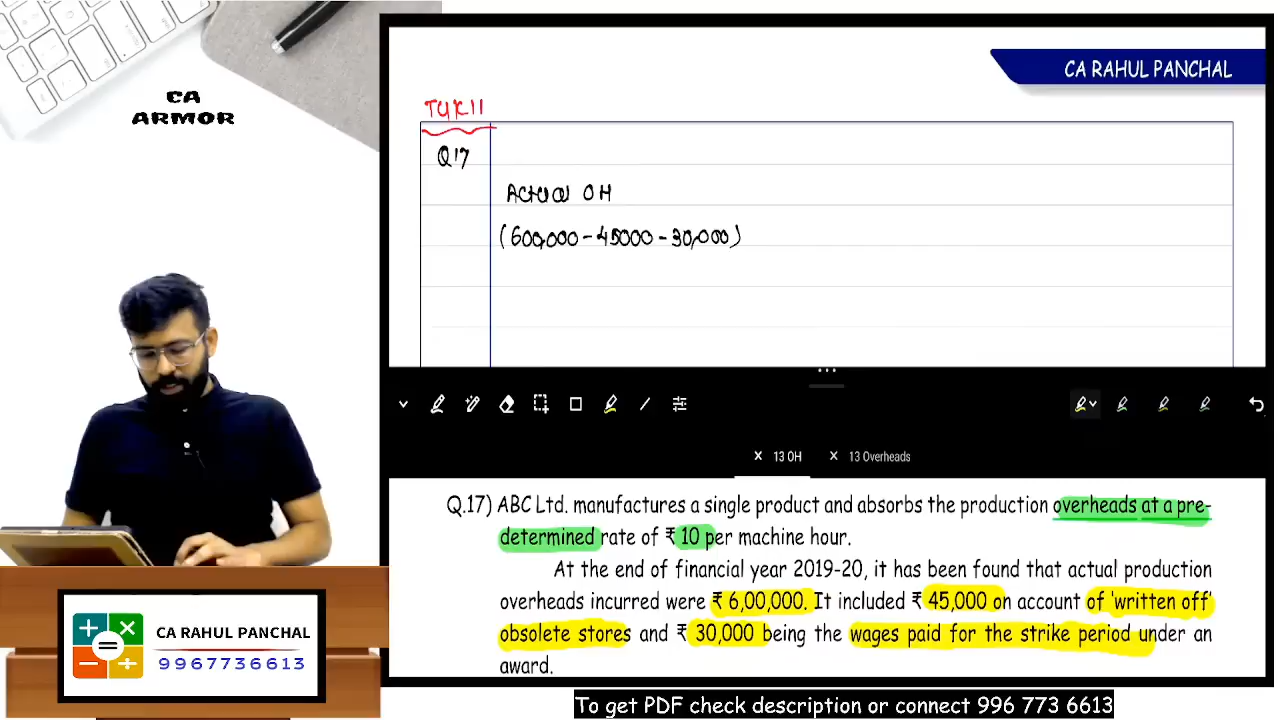 CA
ARMOR
CA RAHUL PANCHAL
TYK11
Q17
Actual OH
(600,000 - 45000 - 30,000)
13 OH
13 Overheads
Q.17) ABC Ltd. manufactures a single product and absorbs the production overheads at a pre-
determined rate of ₹ 10 per machine hour.
At the end of financial year 2019-20, it has been found that actual production
overheads incurred were ₹ 6,00,000. It included ₹ 45,000 on account of 'written off'
obsolete stores and ₹ 30,000 being the wages paid for the strike period under an
award.
CA RAHUL PANCHAL
9967736613
To get PDF check description or connect 996 773 6613